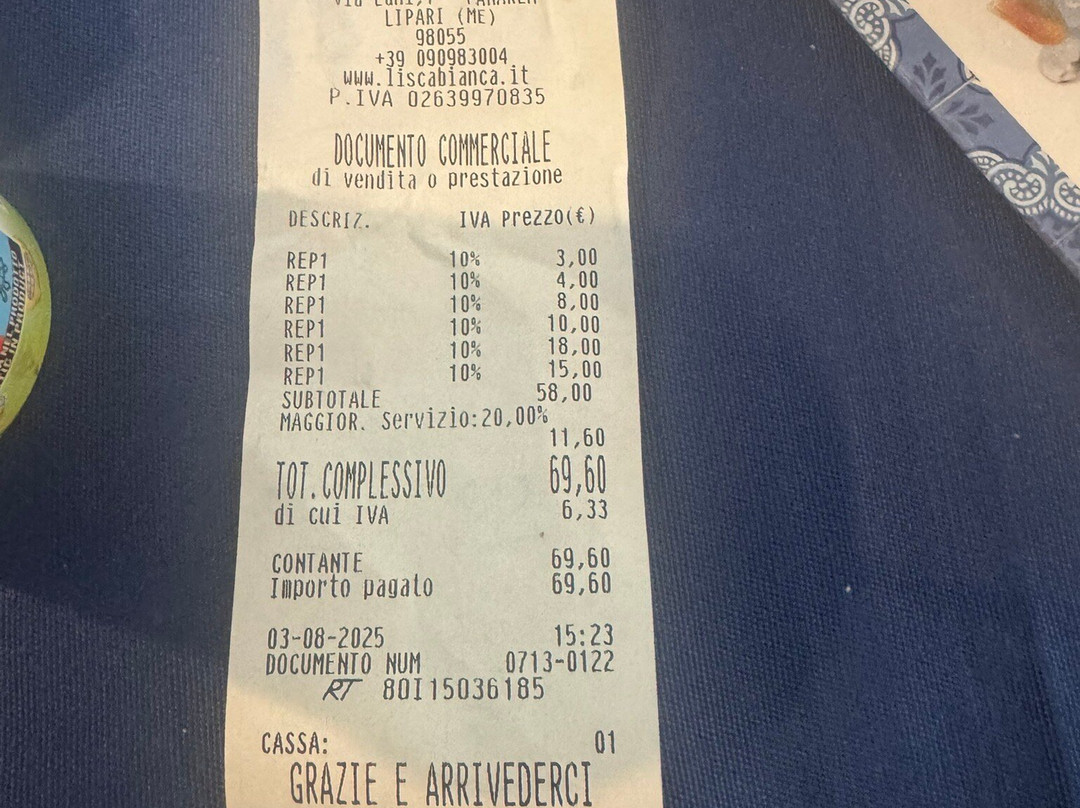 LIPARI (ME)
98055
+39 090983004
www.liscabianca.it
P.IVA 02639970835
DOCUMENTO COMMERCIALE
di vendita o prestazione
DESCRIZ. IVA Prezzo(€)
REP1 10% 3,00
REP1 10% 4,00
REP1 10% 8,00
REP1 10% 10,00
REP1 10% 18,00
REP1 10% 15,00
SUBTOTALE 58,00
MAGGIOR. Servizio:20,00%
11,60
TOT.COMPLESSIVO 69,60
di cui IVA 6,33
CONTANTE 69,60
Importo pagato 69,60
03-08-2025 15:23
DOCUMENTO NUM 0713-0122
RT 80I15036185
CASSA: 01
GRAZIE E ARRIVEDERCI